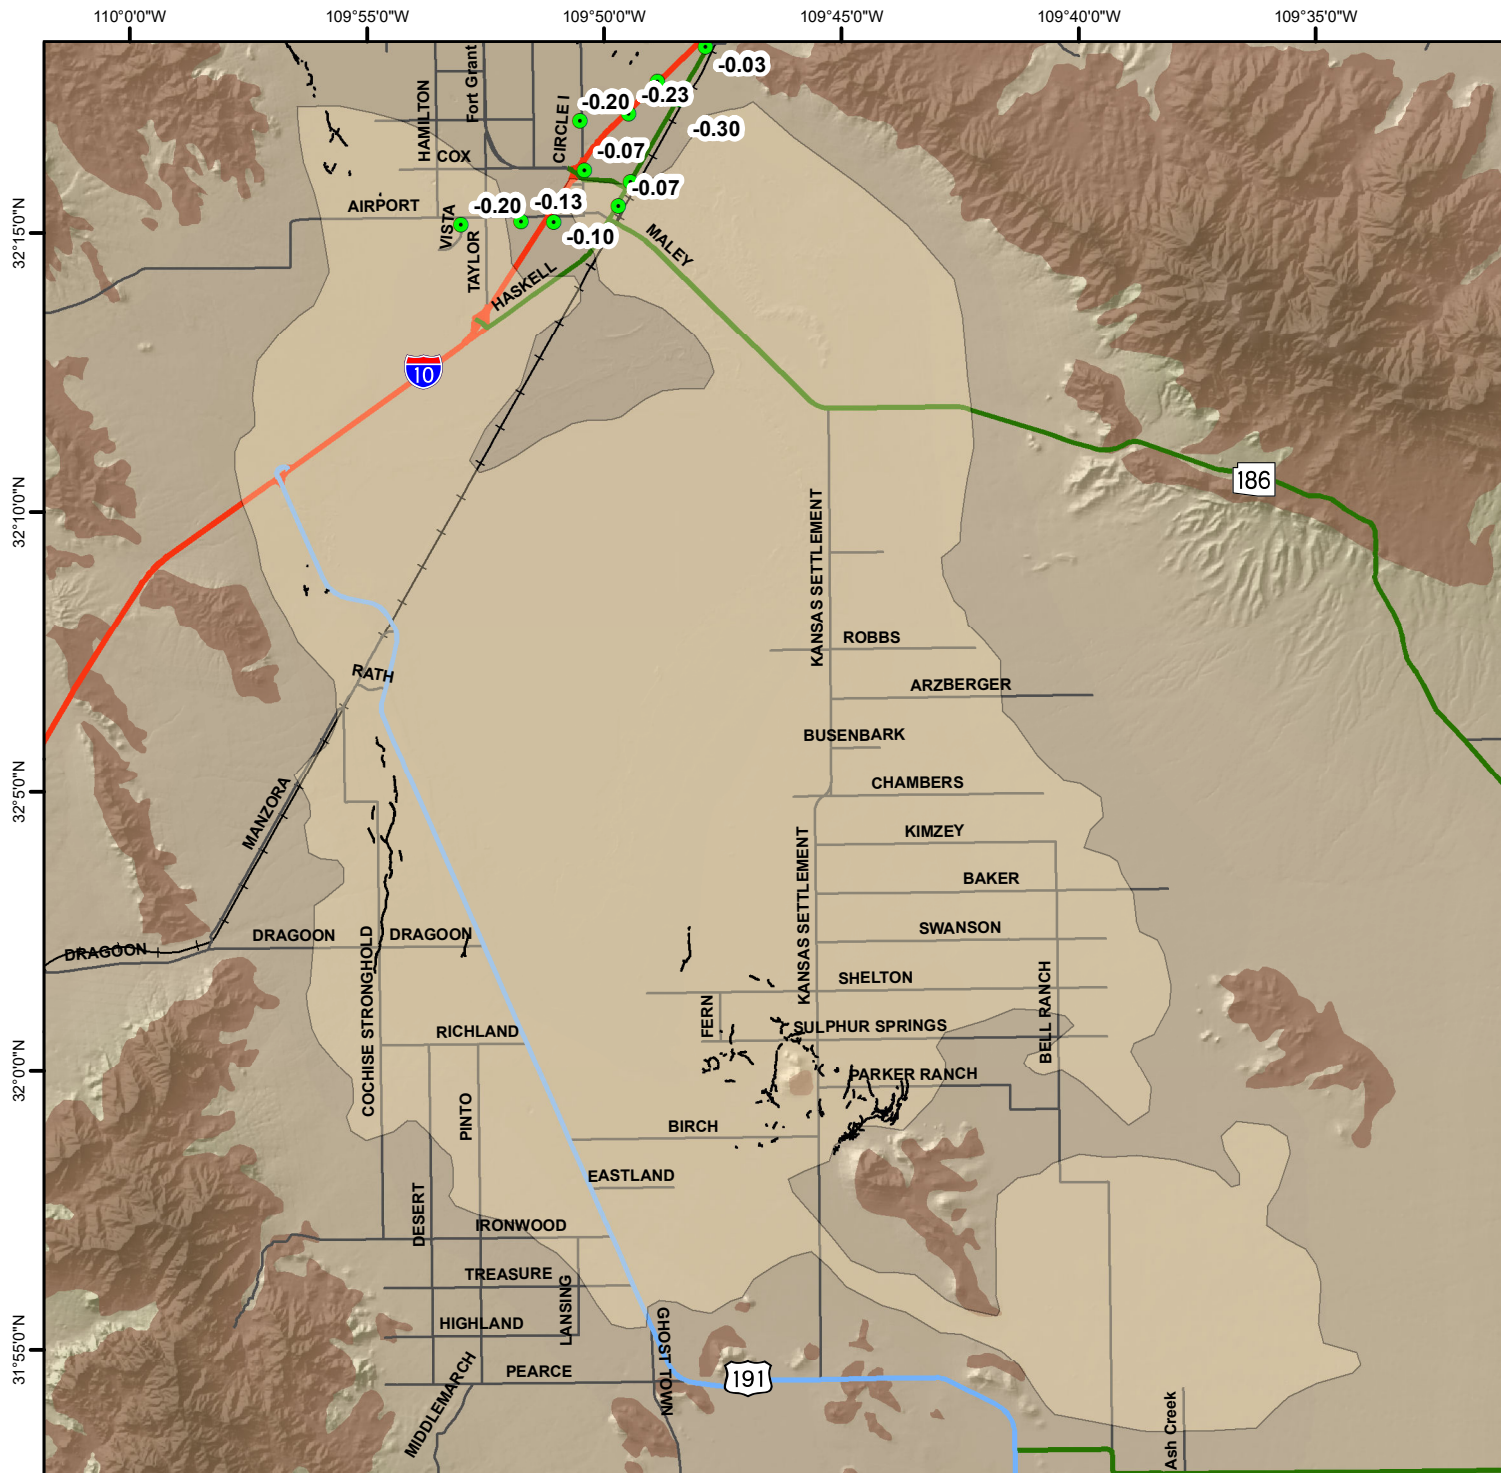 110°0'0"W
109°55'0"W
109°50'0"W
109°45'0"W
109°40'0"W
109°35'0"W
32°15'0"N
32°10'0"N
32°5'0"N
32°0'0"N
31°55'0"N
-0.03
-0.23
-0.20
-0.30
-0.07
-0.07
-0.20
-0.13
-0.10
HAMILTON
Fort Grant
CIRCLE I
COX
AIRPORT
VISTA
TAYLOR
HASKELL
MALEY
10
186
KANSAS SETTLEMENT
ROBBS
ARZBERGER
RATH
BUSENBARK
CHAMBERS
MANZORA
KIMZEY
KANSAS SETTLEMENT
BAKER
SWANSON
DRAGOON
DRAGOON
DRAGOON
COCHISE STRONGHOLD
SHELTON
FERN
BELL RANCH
SULPHUR SPRINGS
RICHLAND
PARKER RANCH
PINTO
BIRCH
EASTLAND
DESERT
IRONWOOD
TREASURE
LANSING
HIGHLAND
GHOST TOWN
PEARCE
191
MIDDLEMARCH
Ash Creek